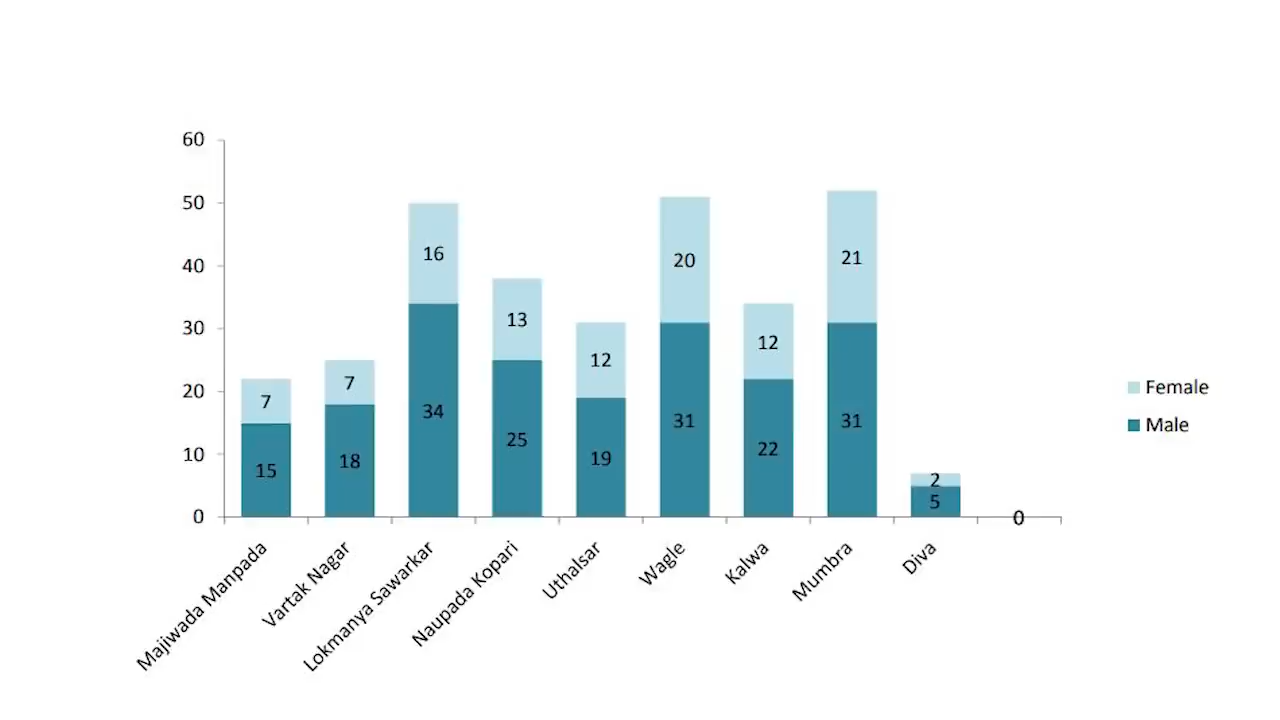 60
50
40
30
20
10
0
7
15
7
18
16
34
13
25
12
19
20
31
12
22
21
31
2
5
0
Majiwada Manpada
Vartak Nagar
Lokmanya Sawarkar
Naupada Kopari
Uthalsar
Wagle
Kalwa
Mumbra
Diva
Female
Male